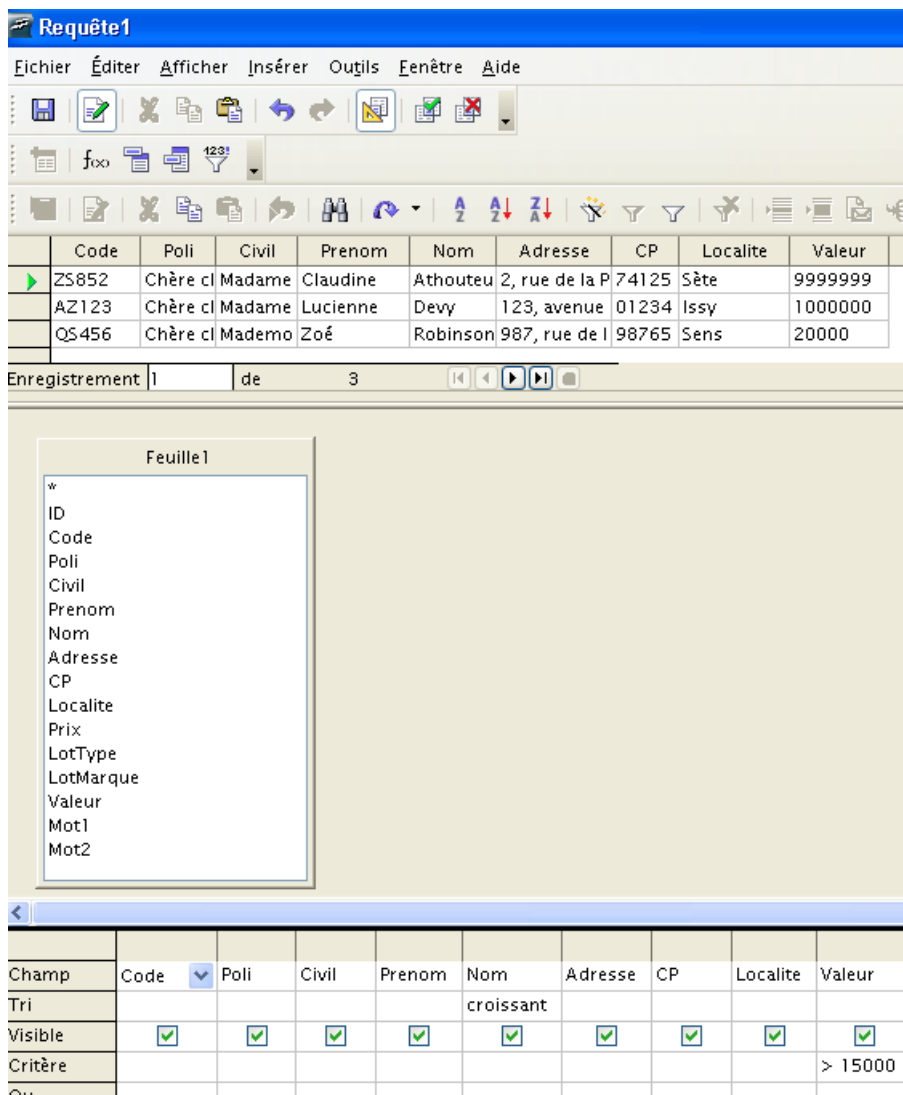 Requête1
Fichier Éditer Afficher Insérer Outils Fenêtre Aide
f(x) 123!
A Z A Z Z A
Code Poli Civil Prenom Nom Adresse CP Localite Valeur
ZS852 Chère cl Madame Claudine Athouteu 2, rue de la P 74125 Sète 9999999
AZ123 Chère cl Madame Lucienne Devy 123, avenue 01234 Issy 1000000
QS456 Chère cl Mademo Zoé Robinson 987, rue de l 98765 Sens 20000
Enregistrement 1 de 3
Feuille1
*
ID
Code
Poli
Civil
Prenom
Nom
Adresse
CP
Localite
Prix
LotType
LotMarque
Valeur
Mot1
Mot2
Champ Code Poli Civil Prenom Nom Adresse CP Localite Valeur
Tri croissant
Visible
Critère > 15000
Ou